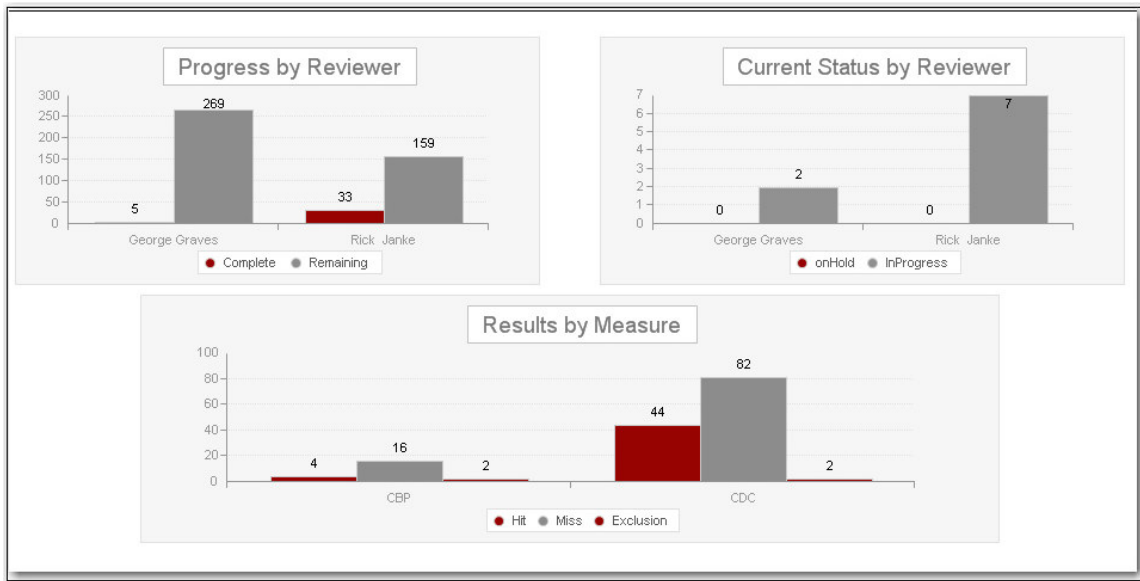 Progress by Reviewer
300
250
200
150
100
50
0
5
269
33
159
George Graves
Rick Janke
Complete
Remaining
Current Status by Reviewer
7
6
5
4
3
2
1
0
0
2
0
7
George Graves
Rick Janke
onHold
InProgress
Results by Measure
100
80
60
40
20
0
4
16
2
44
82
2
CBP
CDC
Hit
Miss
Exclusion